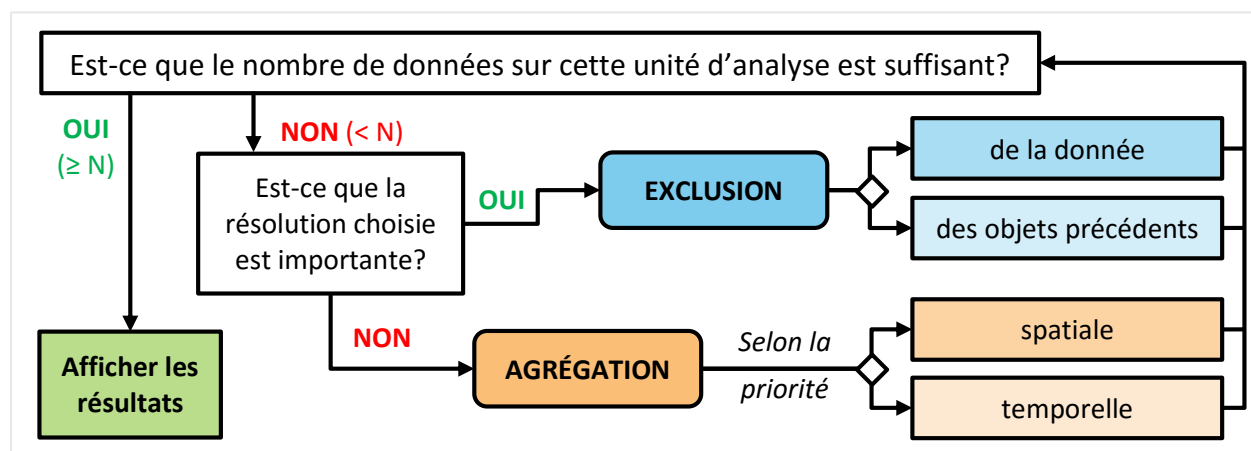 Est-ce que le nombre de données sur cette unité d'analyse est suffisant?
OUI
(≥ N)
NON (< N)
Est-ce que la
résolution choisie
est importante?
OUI
EXCLUSION
de la donnée
des objets précédents
NON
AGRÉGATION
Selon la
priorité
spatiale
temporelle
Afficher les
résultats